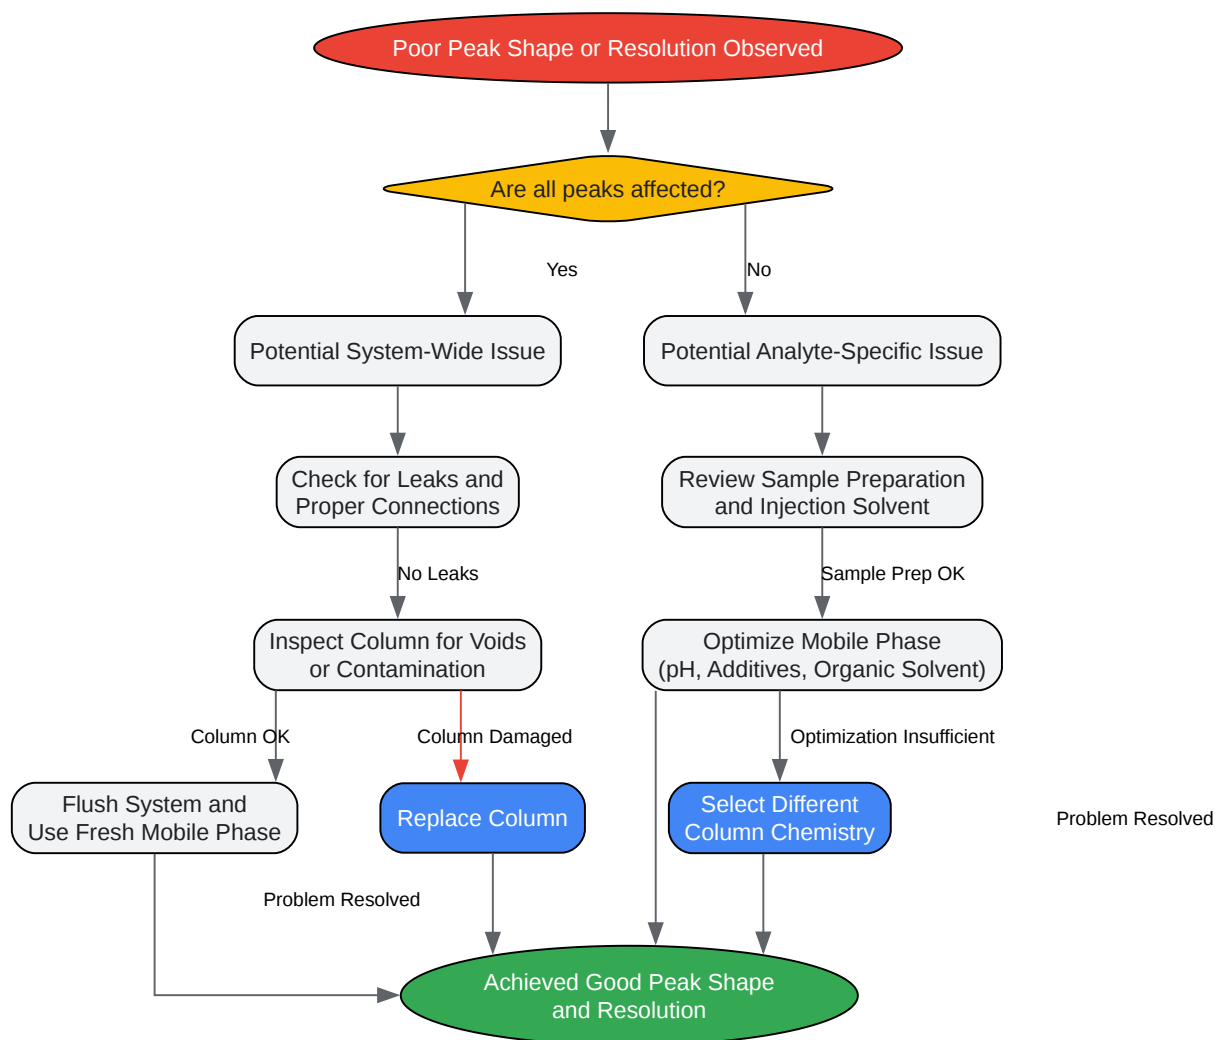 Poor Peak Shape or Resolution Observed
Are all peaks affected?
Yes
No
Potential System-Wide Issue
Potential Analyte-Specific Issue
Check for Leaks and
Proper Connections
Review Sample Preparation
and Injection Solvent
No Leaks
Sample Prep OK
Inspect Column for Voids
or Contamination
Optimize Mobile Phase
(pH, Additives, Organic Solvent)
Column OK
Column Damaged
Optimization Insufficient
Flush System and
Use Fresh Mobile Phase
Replace Column
Select Different
Column Chemistry
Problem Resolved
Problem Resolved
Achieved Good Peak Shape
and Resolution